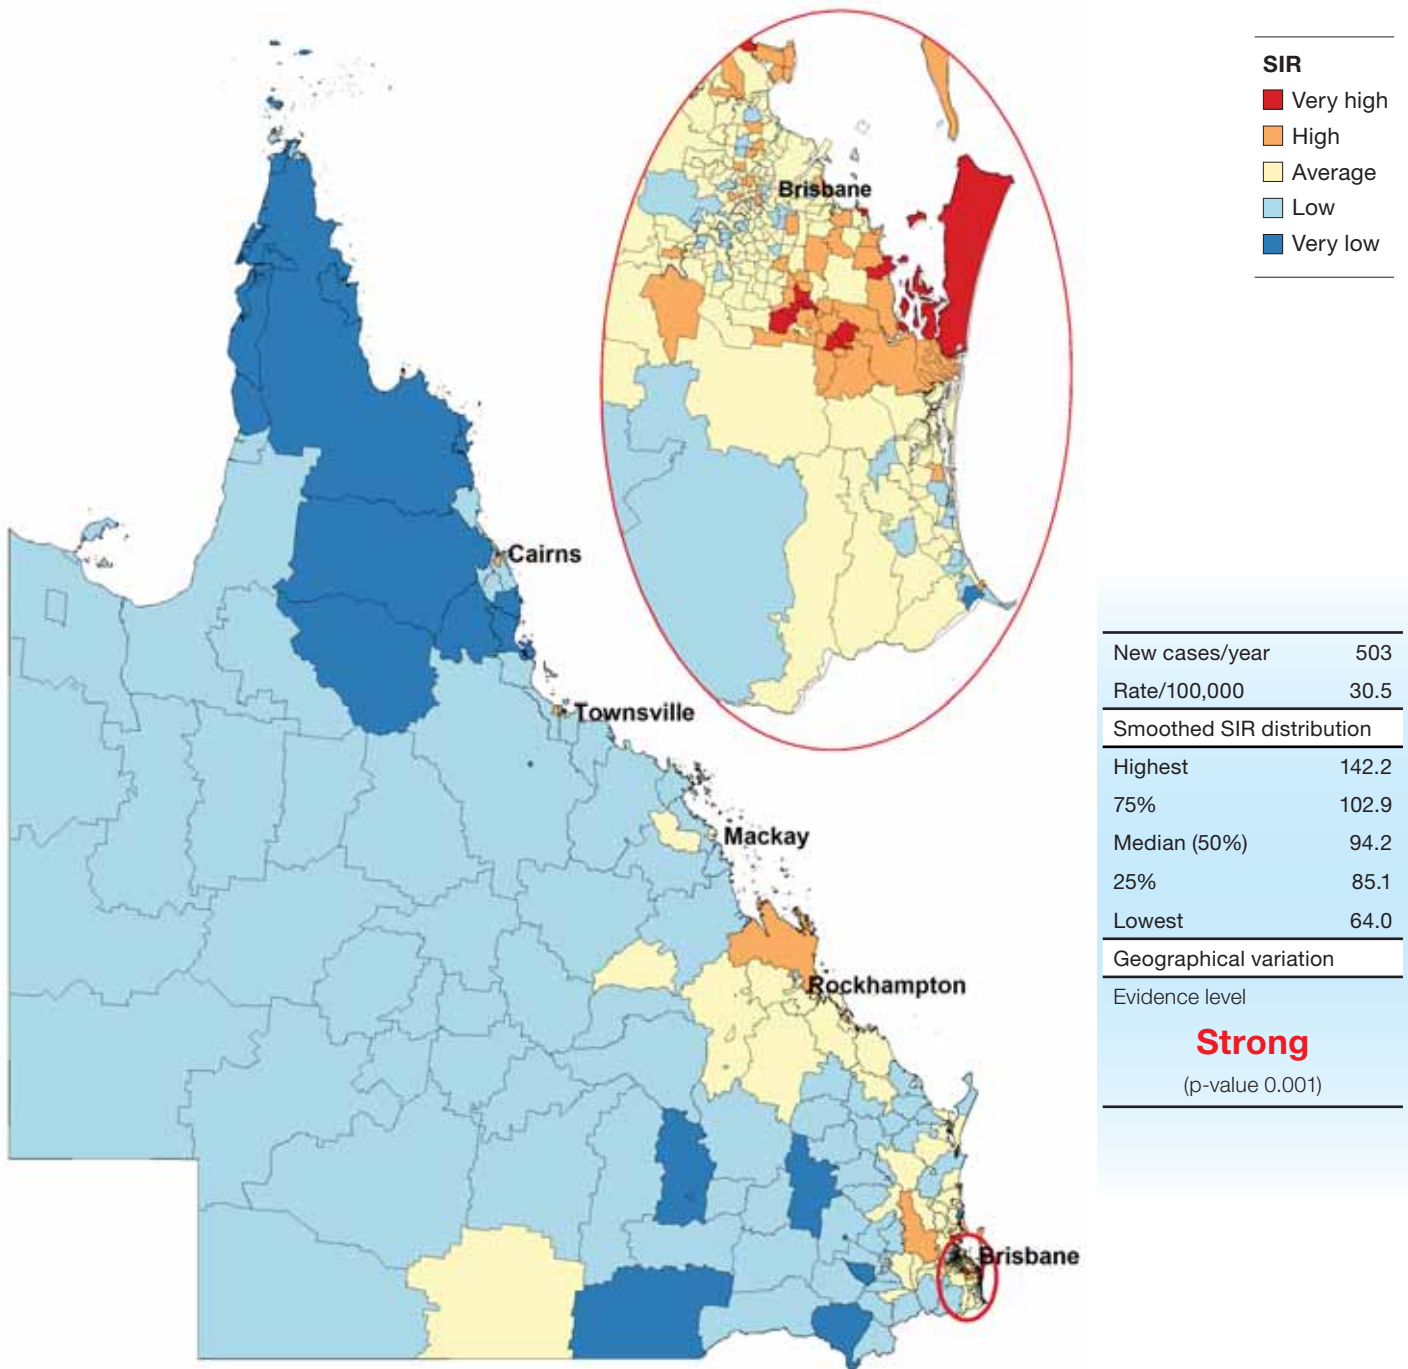 SIR
Very high
High
Average
Low
Very low
Brisbane
Cairns
Townsville
Mackay
Rockhampton
Brisbane
New cases/year 503
Rate/100,000 30.5
Smoothed SIR distribution
Highest 142.2
75% 102.9
Median (50%) 94.2
25% 85.1
Lowest 64.0
Geographical variation
Evidence level
Strong
(p-value 0.001)